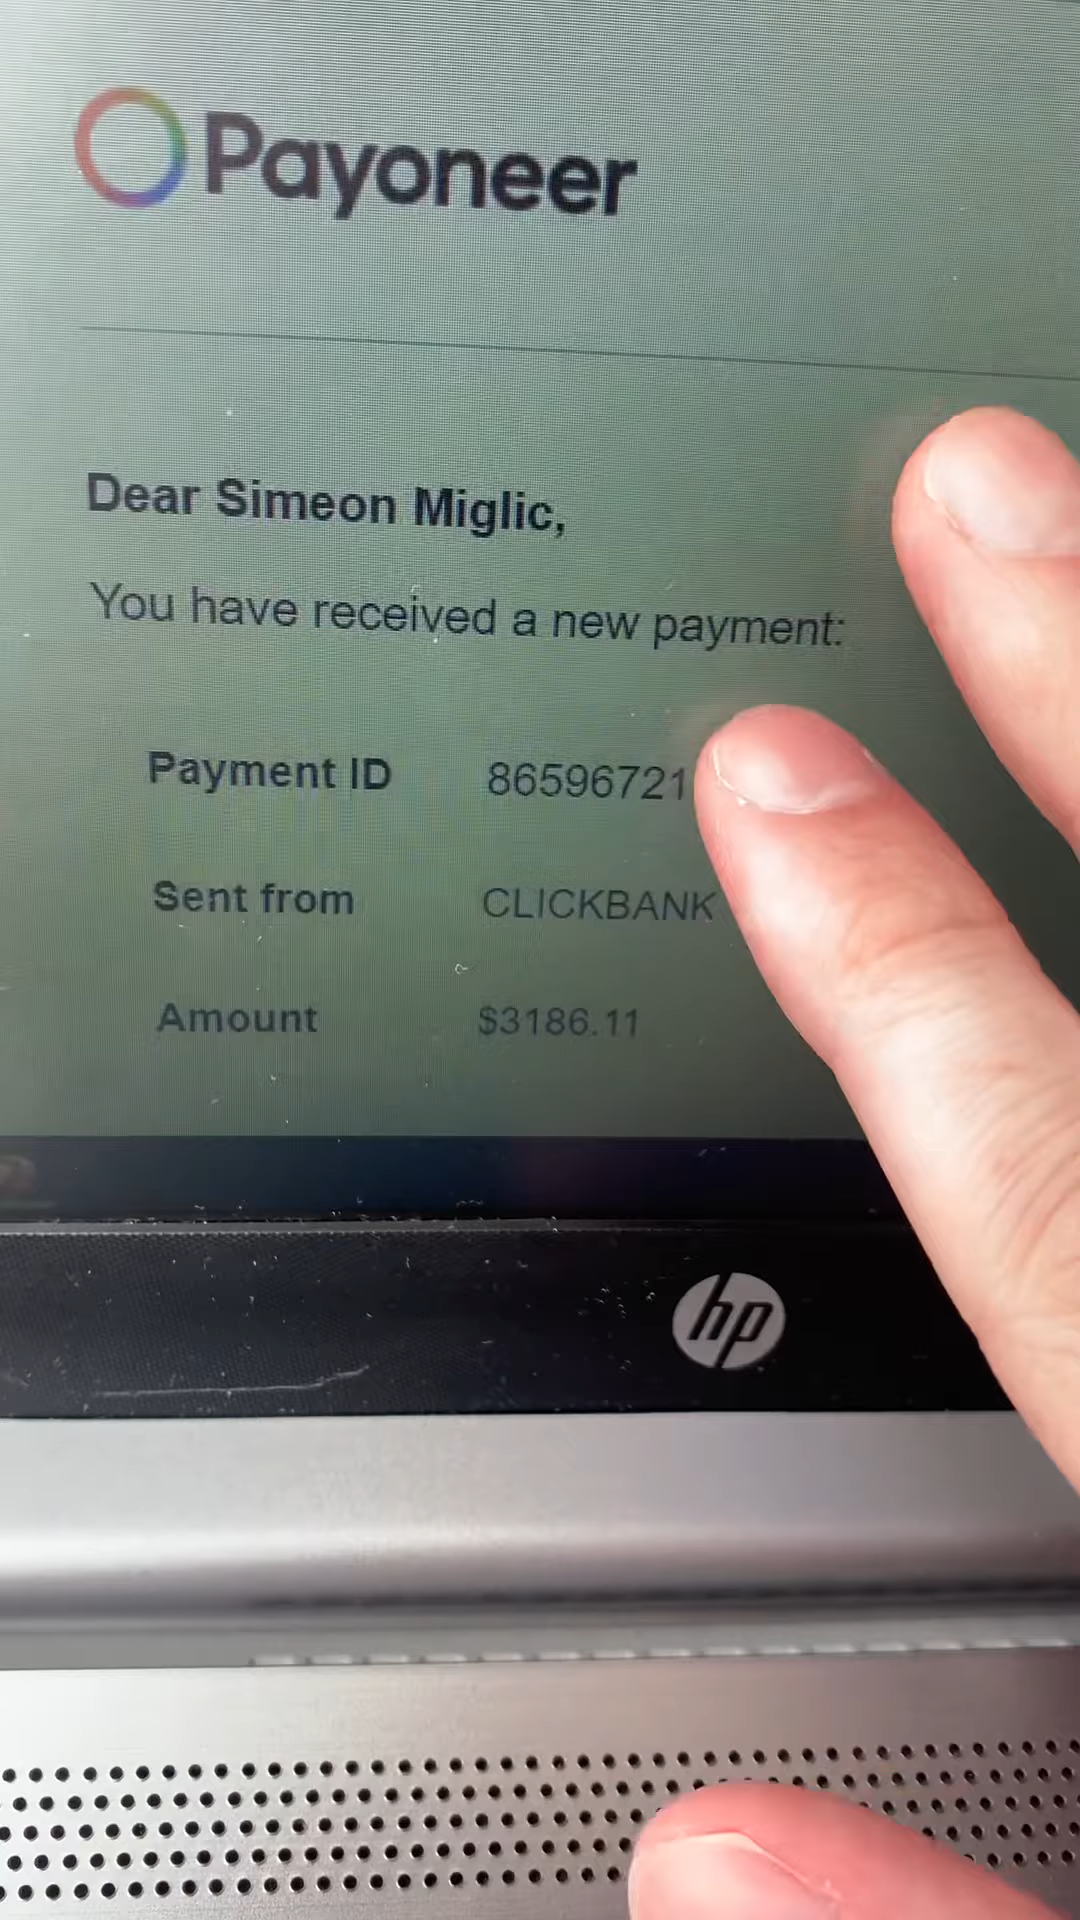 Payoneer
Dear Simeon Miglic,
You have received a new payment:
Payment ID 86596721
Sent from CLICKBANK
Amount $3186.11
hp